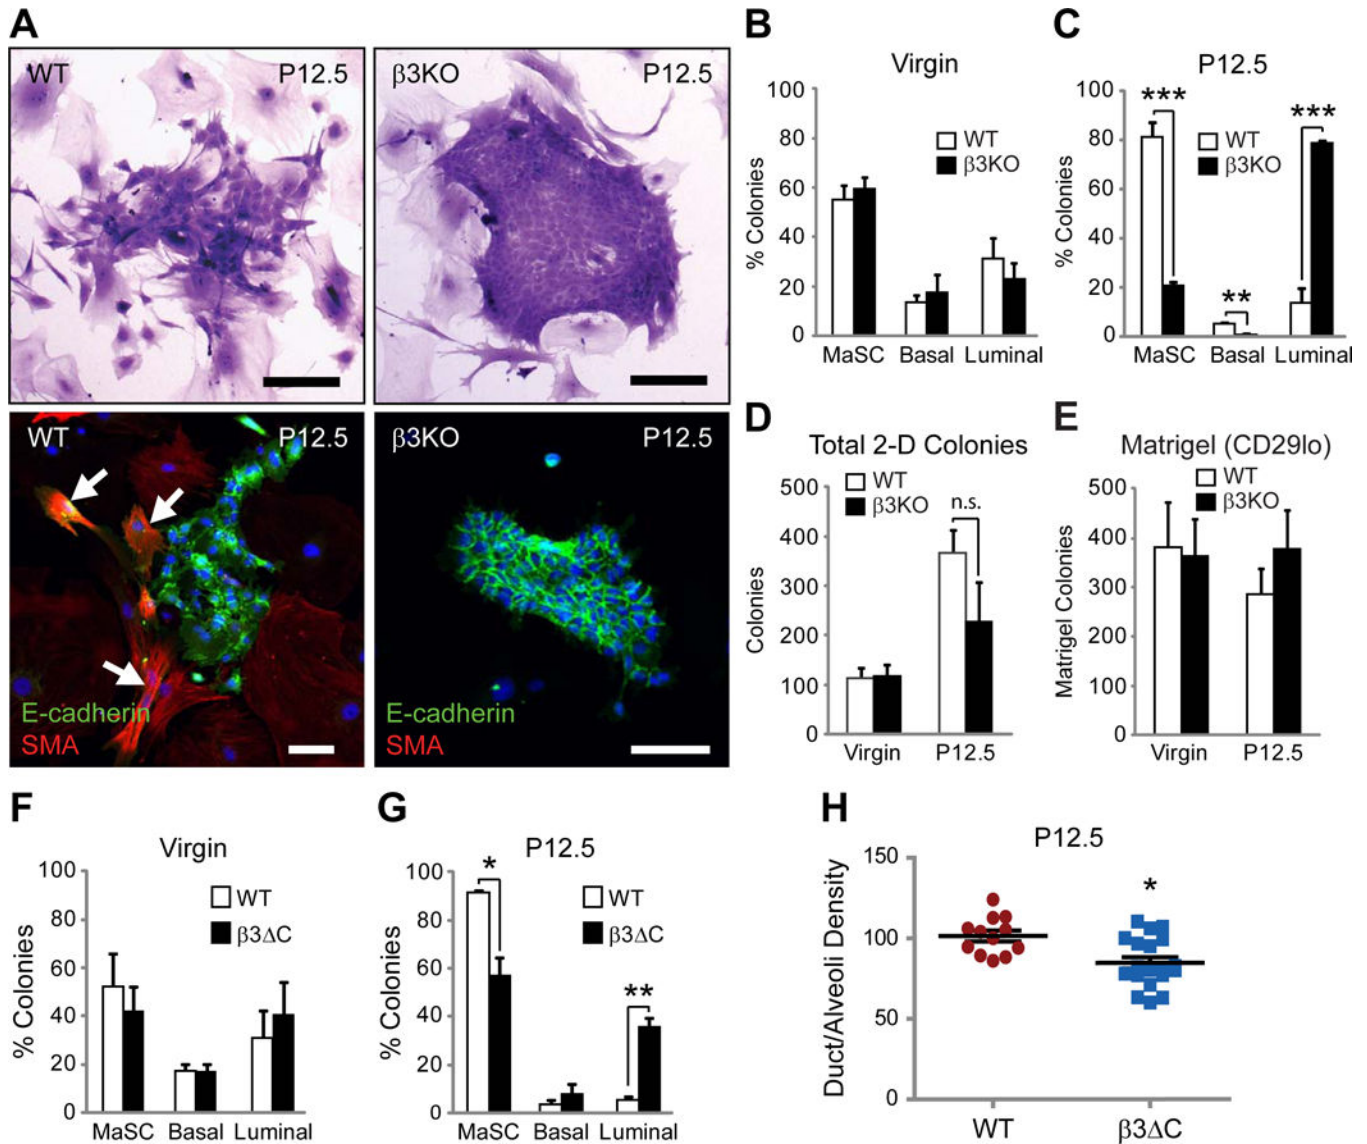 A
WT P12.5
β3KO P12.5
WT P12.5
E-cadherin
SMA
β3KO P12.5
E-cadherin
SMA
B
Virgin
% Colonies
100
80
60
40
20
0
WT
β3KO
MaSC Basal Luminal
C
P12.5
% Colonies
100
80
60
40
20
0
***
**
***
WT
β3KO
MaSC Basal Luminal
D
Total 2-D Colonies
Colonies
500
400
300
200
100
0
WT
β3KO
n.s.
Virgin P12.5
E
Matrigel (CD29lo)
Matrigel Colonies
500
400
300
200
100
0
WT
β3KO
Virgin P12.5
F
Virgin
% Colonies
100
80
60
40
20
0
WT
β3ΔC
MaSC Basal Luminal
G
P12.5
% Colonies
100
80
60
40
20
0
*
**
WT
β3ΔC
MaSC Basal Luminal
H
P12.5
Duct/Alveoli Density
150
100
50
0
*
WT β3ΔC